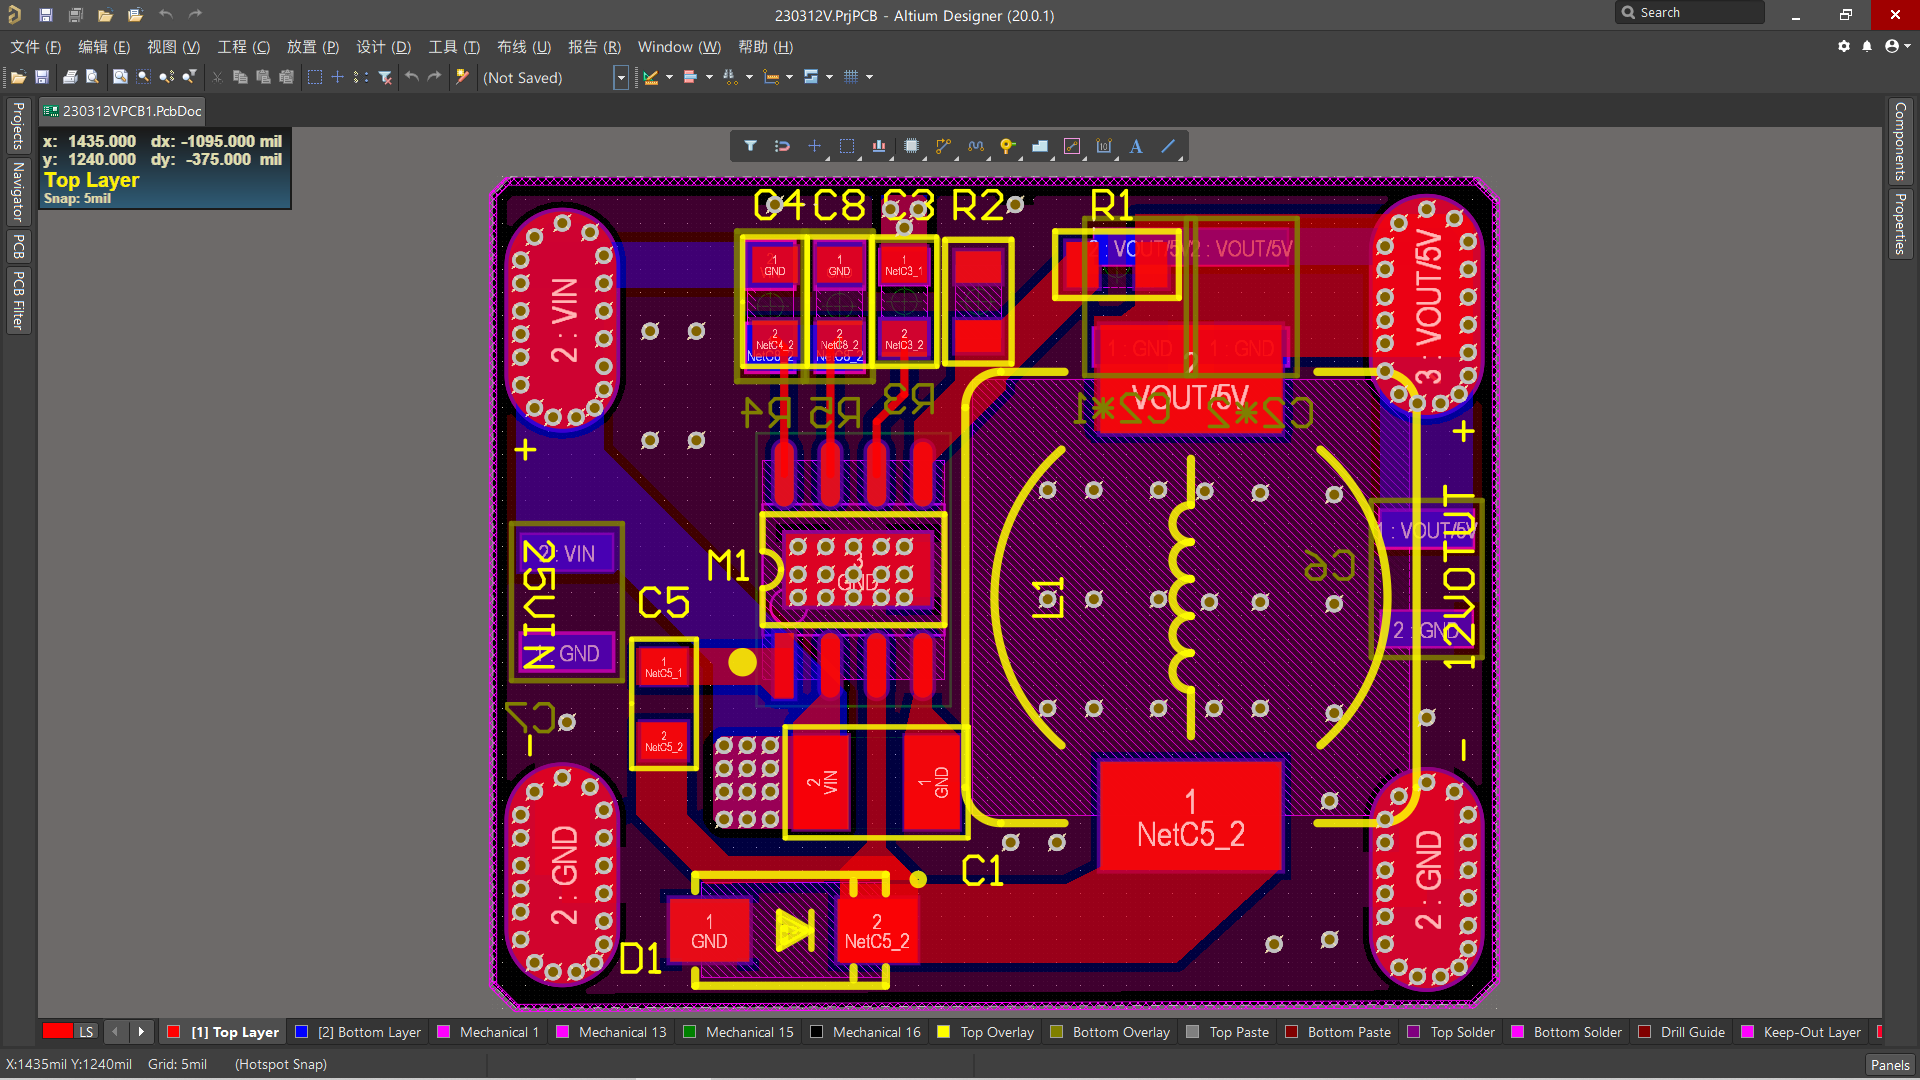 230312V.PrjPCB - Altium Designer (20.0.1)
Search
文件 (F) 编辑 (E) 视图 (V) 工程 (C) 放置 (P) 设计 (D) 工具 (T) 布线 (U) 报告 (R) Window (W) 帮助 (H)
(Not Saved)
230312VPCB1.PcbDoc
Projects
Navigator
PCB
PCB Filter
Components
Properties
x: 1435.000 dx: -1095.000 mil
y: 1240.000 dy: -375.000 mil
Top Layer
Snap: 5mil
C4 C8 C3 R2 R1
2 : VIN
3 : VOUT/5V
1
GND
1
GND
1
NetC3_1
2
NetC4_2
2
NetC8_2
2
NetC3_2
VOUT/5V
2 : VOUT/5V
1 : GND
1 : GND
VOUT/5V
R4 R5 R3
C2*1 C2*2
+
+
25VIN
2 : VIN
GND
M1
3
GND
C5
1
NetC5_1
2
NetC5_2
L1
C6
1 : VOUT/5V
2 : GND
12VOTUT
C7
-
-
2
VIN
1
GND
C1
1
NetC5_2
2 : GND
2 : GND
D1
1
GND
2
NetC5_2
LS
[1] Top Layer
[2] Bottom Layer
Mechanical 1
Mechanical 13
Mechanical 15
Mechanical 16
Top Overlay
Bottom Overlay
Top Paste
Bottom Paste
Top Solder
Bottom Solder
Drill Guide
Keep-Out Layer
X:1435mil Y:1240mil Grid: 5mil (Hotspot Snap)
Panels